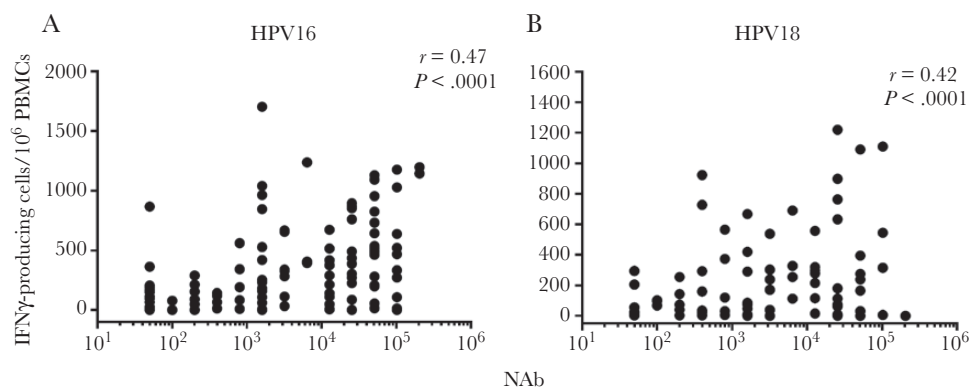 A
HPV16
r = 0.47
P < .0001
IFNγ-producing cells/10⁶ PBMCs
2000
1500
1000
500
0
10¹ 10² 10³ 10⁴ 10⁵ 10⁶
B
HPV18
r = 0.42
P < .0001
1600
1400
1200
1000
800
600
400
200
0
10¹ 10² 10³ 10⁴ 10⁵ 10⁶
NAb